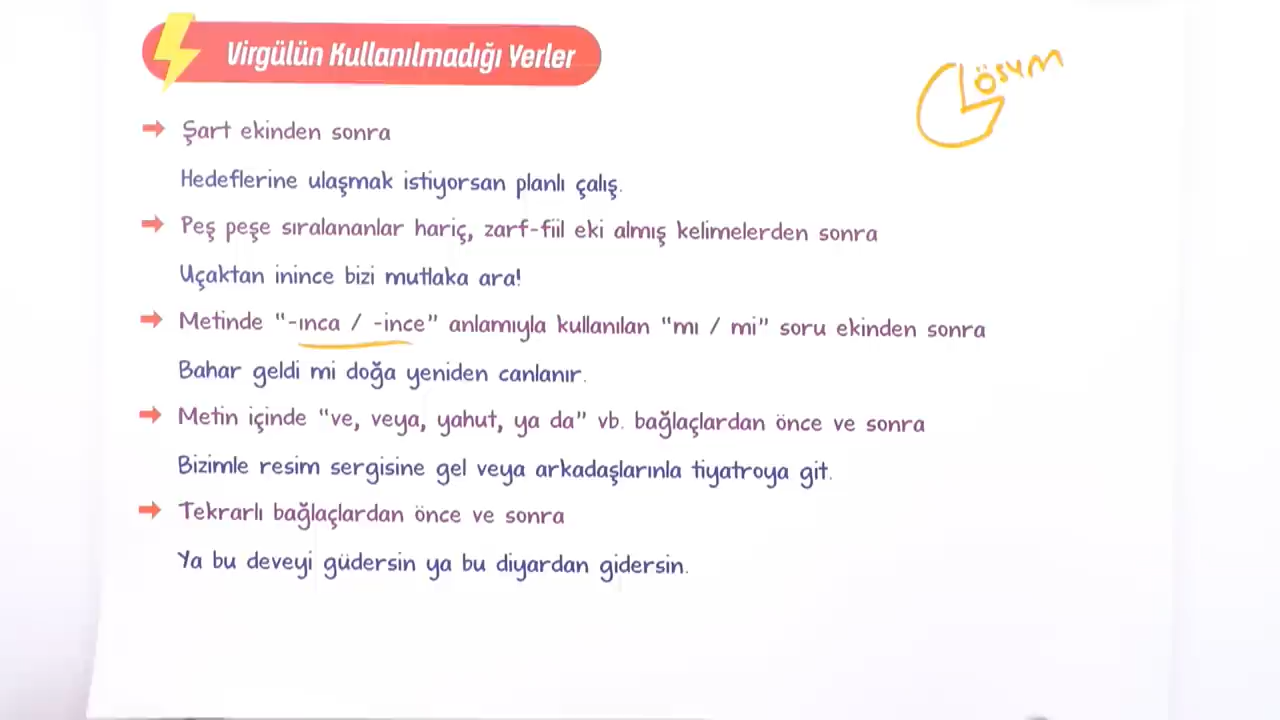 Virgülün Kullanılmadığı Yerler
ösym
Şart ekinden sonra
Hedeflerine ulaşmak istiyorsan planlı çalış.
Peş peşe sıralananlar hariç, zarf-fiil eki almış kelimelerden sonra
Uçaktan inince bizi mutlaka ara!
Metinde "-ınca / -ince" anlamıyla kullanılan "mı / mi" soru ekinden sonra
Bahar geldi mi doğa yeniden canlanır.
Metin içinde "ve, veya, yahut, ya da" vb. bağlaçlardan önce ve sonra
Bizimle resim sergisine gel veya arkadaşlarınla tiyatroya git.
Tekrarlı bağlaçlardan önce ve sonra
Ya bu deveyi güdersin ya bu diyardan gidersin.